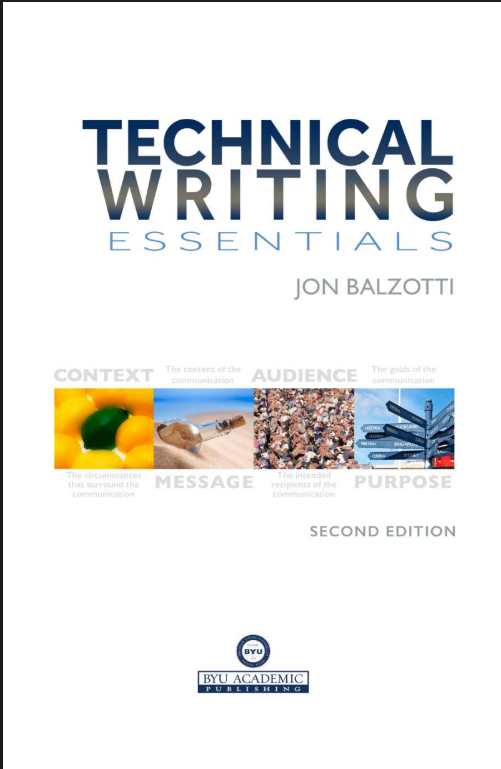 TECHNICAL
WRITING
ESSENTIALS
JON BALZOTTI
CONTEXT
The content of the
communication
AUDIENCE
The goals of the
communication
The circumstances
that surround the
communication
MESSAGE
The intended
recipients of the
communication
PURPOSE
SECOND EDITION
BYU
BYU ACADEMIC
PUBLISHING